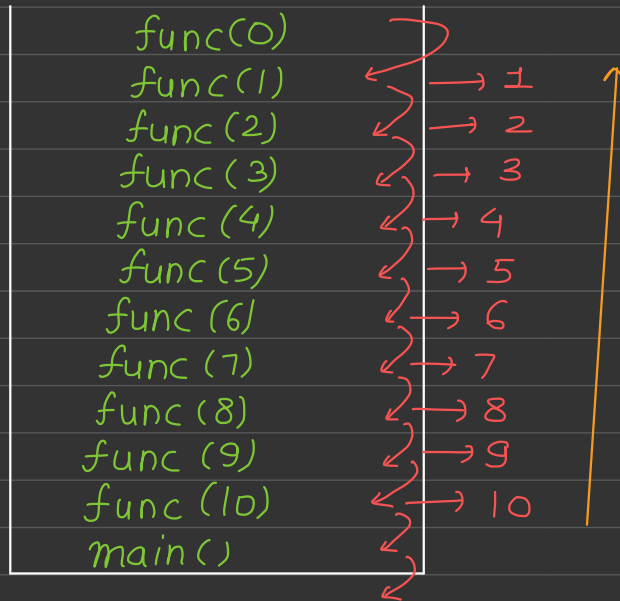 func(0)
func(1) 1
func(2) 2
func(3) 3
func(4) 4
func(5) 5
func(6) 6
func(7) 7
func(8) 8
func(9) 9
func(10) 10
main()